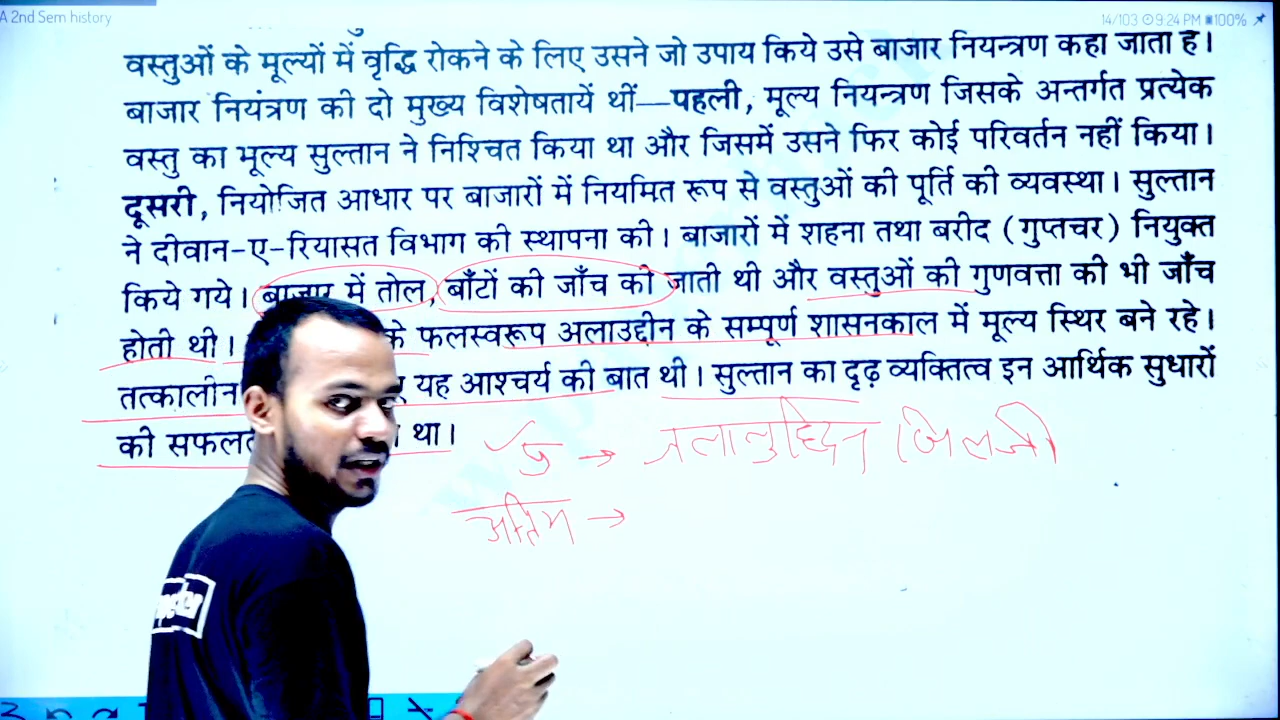 A 2nd Sem history
14/103 9:24 PM 100%
वस्तुओं के मूल्यों में वृद्धि रोकने के लिए उसने जो उपाय किये उसे बाजार नियन्त्रण कहा जाता है।
बाजार नियंत्रण की दो मुख्य विशेषतायें थीं—पहली, मूल्य नियन्त्रण जिसके अन्तर्गत प्रत्येक
वस्तु का मूल्य सुल्तान ने निश्चित किया था और जिसमें उसने फिर कोई परिवर्तन नहीं किया।
दूसरी, नियोजित आधार पर बाजारों में नियमित रूप से वस्तुओं की पूर्ति की व्यवस्था। सुल्तान
ने दीवान-ए-रियासत विभाग की स्थापना की। बाजारों में शहना तथा बरीद (गुप्तचर) नियुक्त
किये गये। बाजार में तोल, बाँटों की जाँच की जाती थी और वस्तुओं की गुणवत्ता की भी जाँच
होती थी। के फलस्वरूप अलाउद्दीन के सम्पूर्ण शासनकाल में मूल्य स्थिर बने रहे।
तत्कालीन यह आश्चर्य की बात थी। सुल्तान का दृढ़ व्यक्तित्व इन आर्थिक सुधारों
की था।
→
→